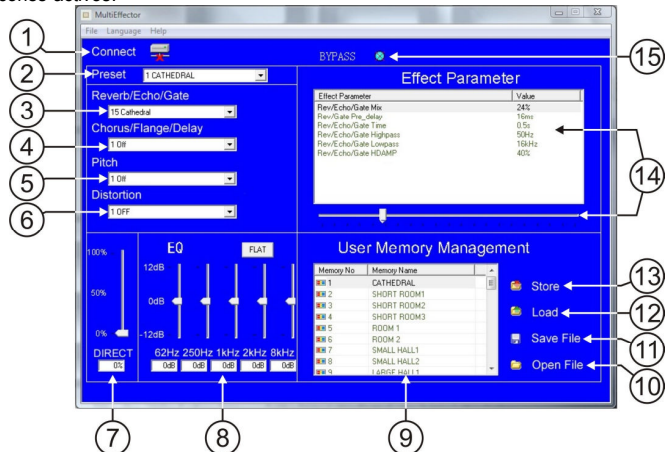 MultiEffector
File Language Help
1
Connect
BYPASS
15
2
Preset
1 CATHEDRAL
Effect Parameter
Reverb/Echo/Gate
3
15 Cathedral
Chorus/Flange/Delay
4
1 Off
Pitch
5
1 Off
Distortion
6
1 OFF
Effect Parameter Value
Rev/Echo/Gate Mix 24%
Rev/Gate Pre_delay 16ms
Rev/Echo/Gate Time 0.5s
Rev/Echo/Gate Highpass 50Hz
Rev/Echo/Gate Lowpass 16kHz
Rev/Echo/Gate HDAMP 40%
14
100%
50%
0%
DIRECT
0%
EQ
FLAT
12dB
0dB
-12dB
62Hz 250Hz 1kHz 2kHz 8kHz
0dB 0dB 0dB 0dB 0dB
User Memory Management
Memory No Memory Name
1 CATHEDRAL
2 SHORT ROOM1
3 SHORT ROOM2
4 SHORT ROOM3
5 ROOM 1
6 ROOM 2
7 SMALL HALL1
8 SMALL HALL2
9 LARGE HALL1
Store
13
Load
12
Save File
11
Open File
10
7
8
9